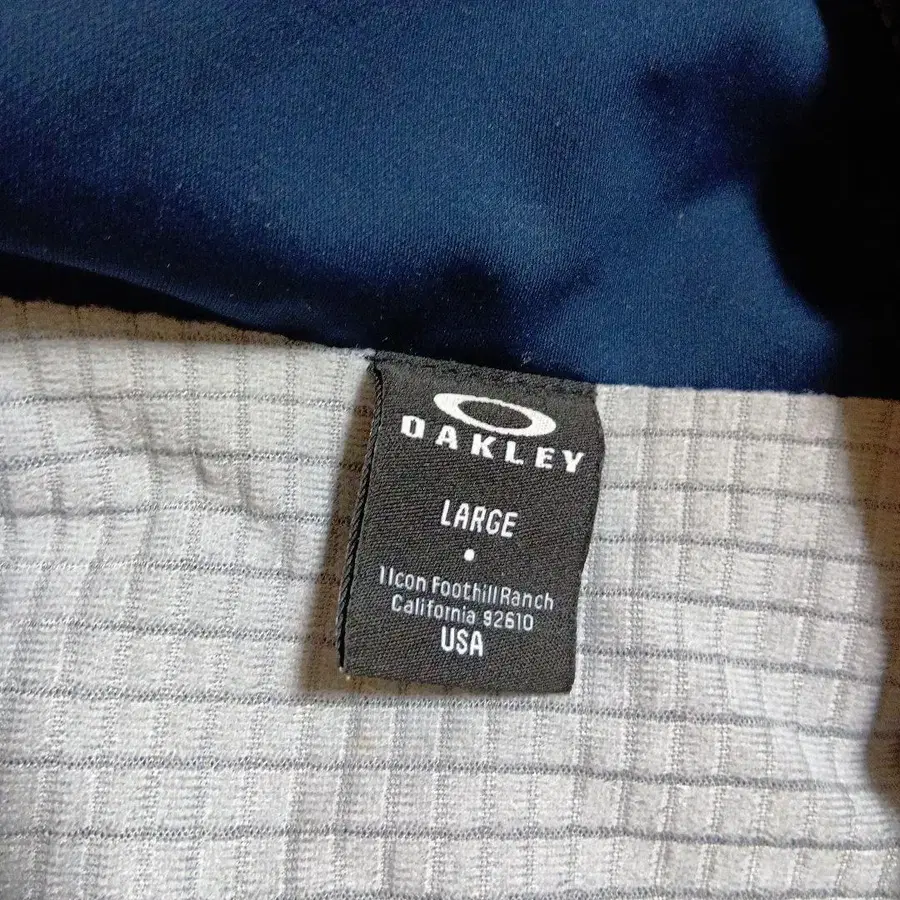 OAKLEY
LARGE
1 Icon Foothill Ranch
California 92610
USA